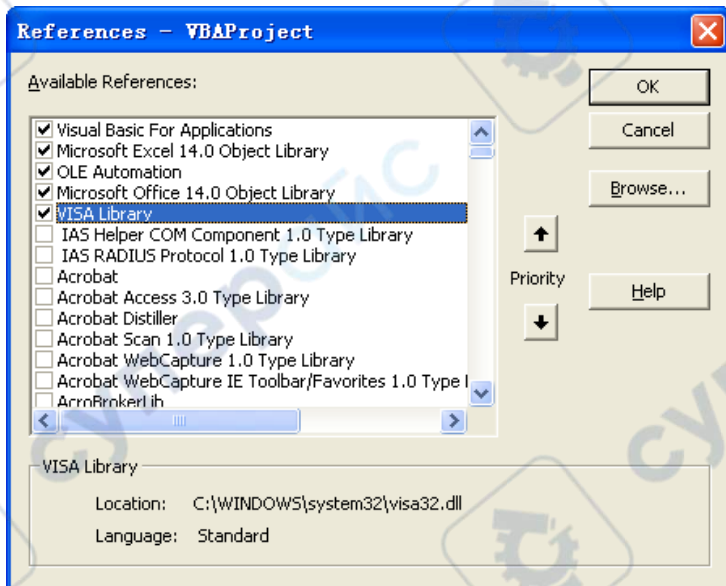 References - VBAProject
Available References:
OK
Cancel
Browse...
Priority
Help
Visual Basic For Applications
Microsoft Excel 14.0 Object Library
OLE Automation
Microsoft Office 14.0 Object Library
VISA Library
IAS Helper COM Component 1.0 Type Library
IAS RADIUS Protocol 1.0 Type Library
Acrobat
Acrobat Access 3.0 Type Library
Acrobat Distiller
Acrobat Scan 1.0 Type Library
Acrobat WebCapture 1.0 Type Library
Acrobat WebCapture IE Toolbar/Favorites 1.0 Type l
AcroBrokerLib
VISA Library
Location: C:\WINDOWS\system32\visa32.dll
Language: Standard
суперайс